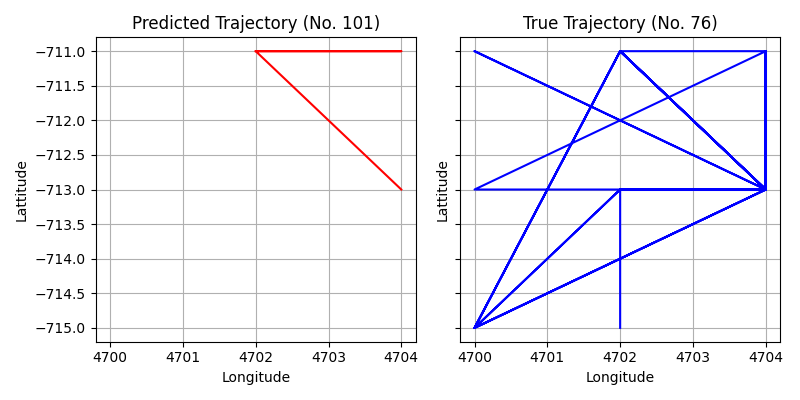 Predicted Trajectory (No. 101)
True Trajectory (No. 76)
−711.0
−711.5
−712.0
−712.5
−713.0
−713.5
−714.0
−714.5
−715.0
Lattitude
Lattitude
4700 4701 4702 4703 4704
4700 4701 4702 4703 4704
Longitude
Longitude